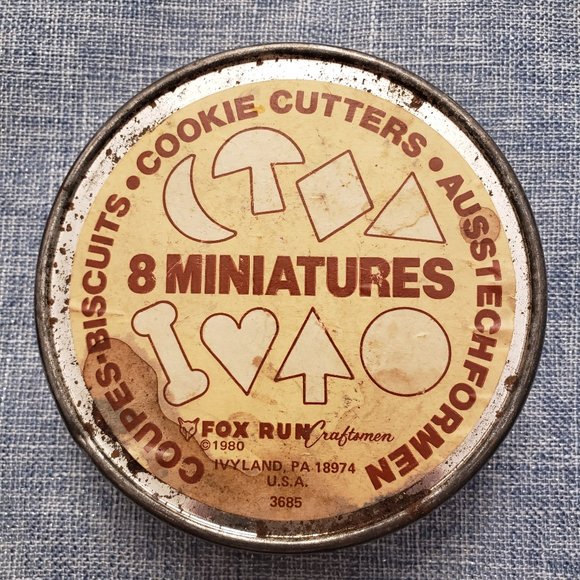 COUPES-BISCUITS • COOKIE CUTTERS • AUSSTECHFORMEN
8 MINIATURES
FOX RUN Craftsmen
©1980
IVYLAND, PA 18974
U.S.A.
3685